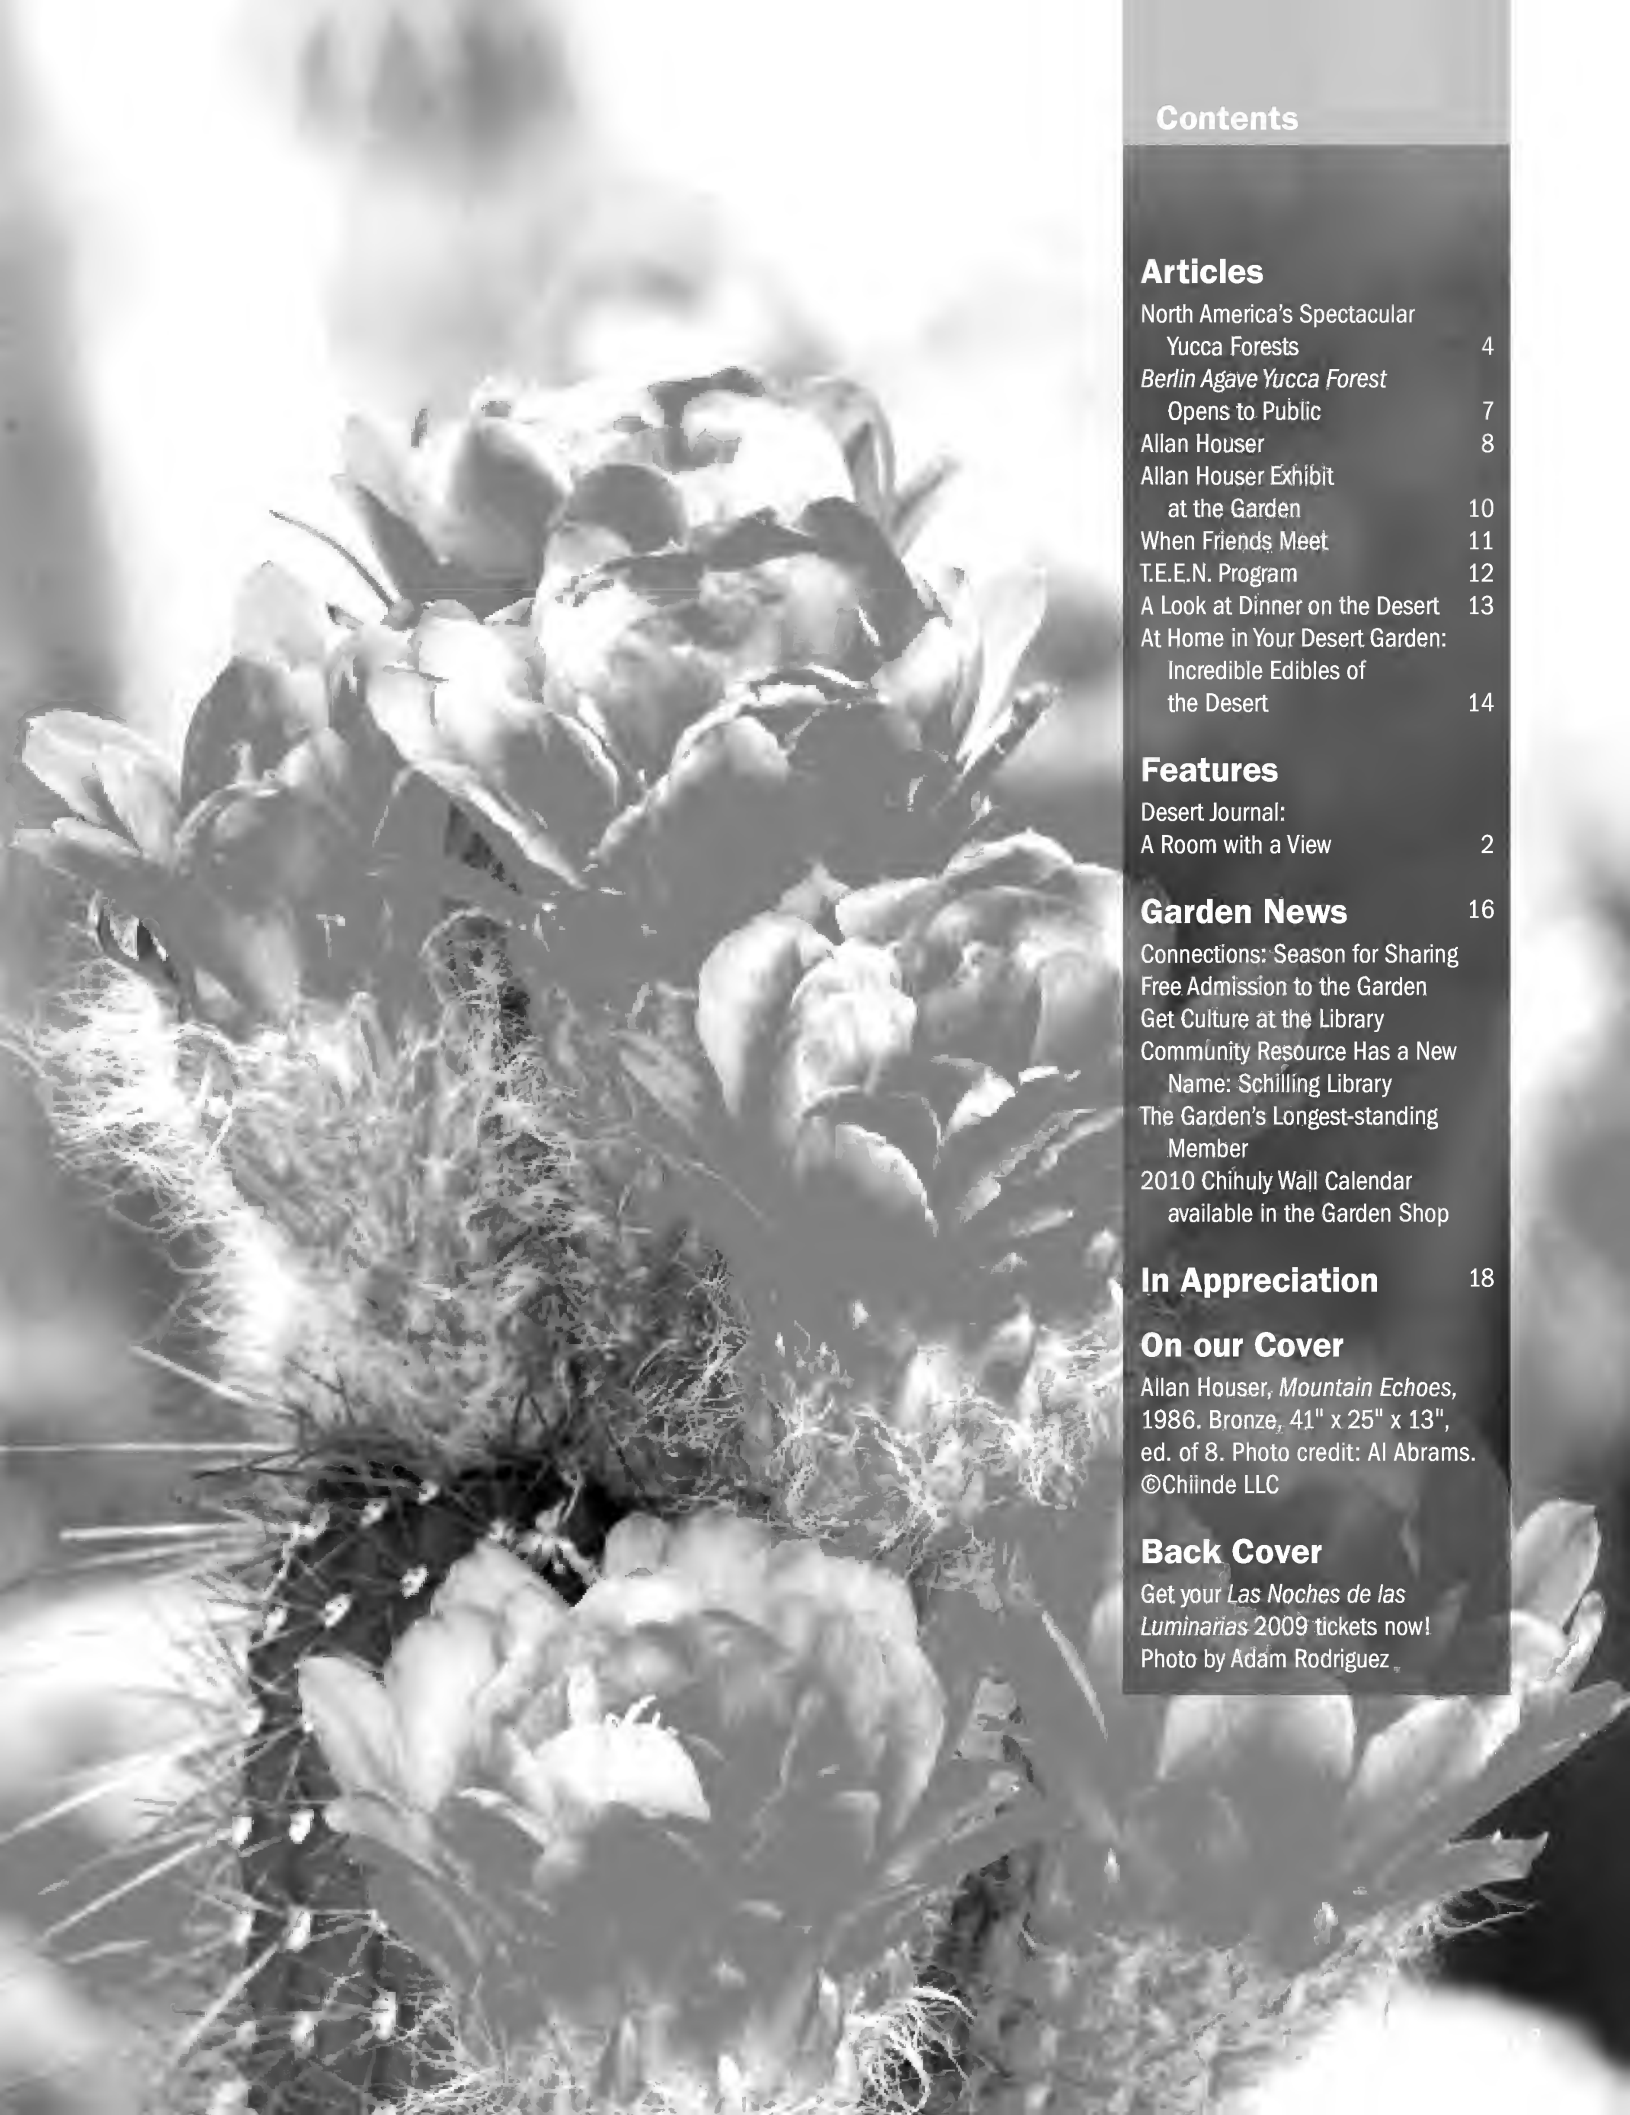 Contents
Articles
North America's Spectacular
Yucca Forests 4
Berlin Agave Yucca Forest
Opens to Public 7
Allan Houser 8
Allan Houser Exhibit
at the Garden 10
When Friends Meet 11
T.E.E.N. Program 12
A Look at Dinner on the Desert 13
At Home in Your Desert Garden:
Incredible Edibles of
the Desert 14
Features
Desert Journal:
A Room with a View 2
Garden News 16
Connections: Season for Sharing
Free Admission to the Garden
Get Culture at the Library
Community Resource Has a New
Name: Schilling Library
The Garden's Longest-standing
Member
2010 Chihuly Wall Calendar
available in the Garden Shop
In Appreciation 18
On our Cover
Allan Houser, Mountain Echoes,
1986. Bronze, 41" x 25" x 13",
ed. of 8. Photo credit: Al Abrams.
©Chiinde LLC
Back Cover
Get your Las Noches de las
Luminarias 2009 tickets now!
Photo by Adam Rodriguez